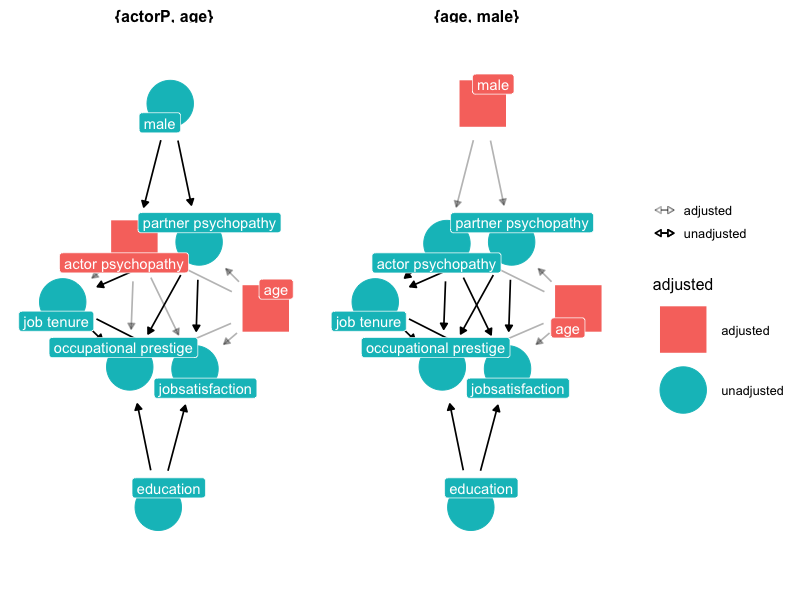 {actorP, age}
{age, male}
male
partner psychopathy
actor psychopathy
age
job tenure
occupational prestige
jobsatisfaction
education
male
partner psychopathy
actor psychopathy
job tenure
age
occupational prestige
jobsatisfaction
education
adjusted
unadjusted
adjusted
adjusted
unadjusted